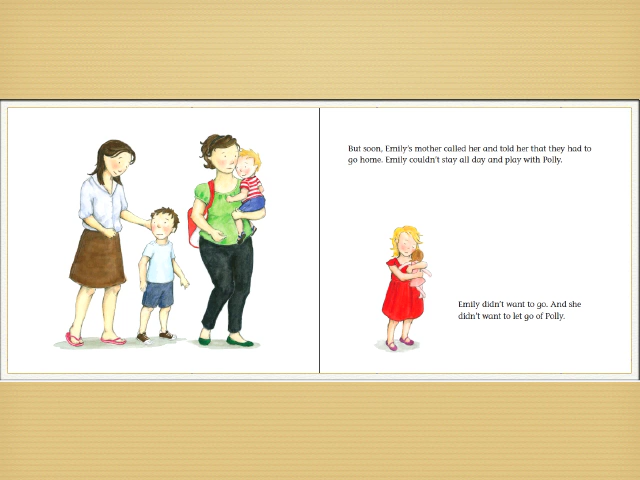 But soon, Emily's mother called her and told her that they had to
go home. Emily couldn't stay all day and play with Polly.
Emily didn't want to go. And she
didn't want to let go of Polly.